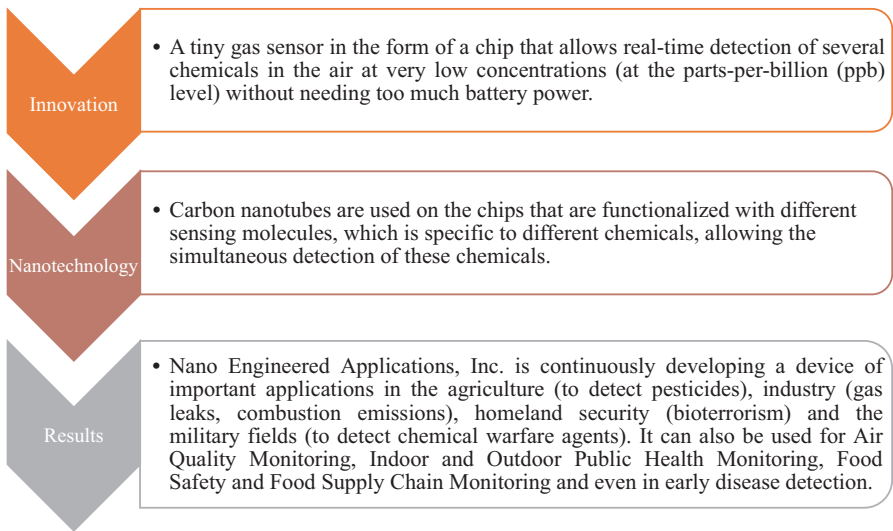 Innovation
• A tiny gas sensor in the form of a chip that allows real-time detection of several
chemicals in the air at very low concentrations (at the parts-per-billion (ppb)
level) without needing too much battery power.
Nanotechnology
• Carbon nanotubes are used on the chips that are functionalized with different
sensing molecules, which is specific to different chemicals, allowing the
simultaneous detection of these chemicals.
Results
• Nano Engineered Applications, Inc. is continuously developing a device of
important applications in the agriculture (to detect pesticides), industry (gas
leaks, combustion emissions), homeland security (bioterrorism) and the
military fields (to detect chemical warfare agents). It can also be used for Air
Quality Monitoring, Indoor and Outdoor Public Health Monitoring, Food
Safety and Food Supply Chain Monitoring and even in early disease detection.